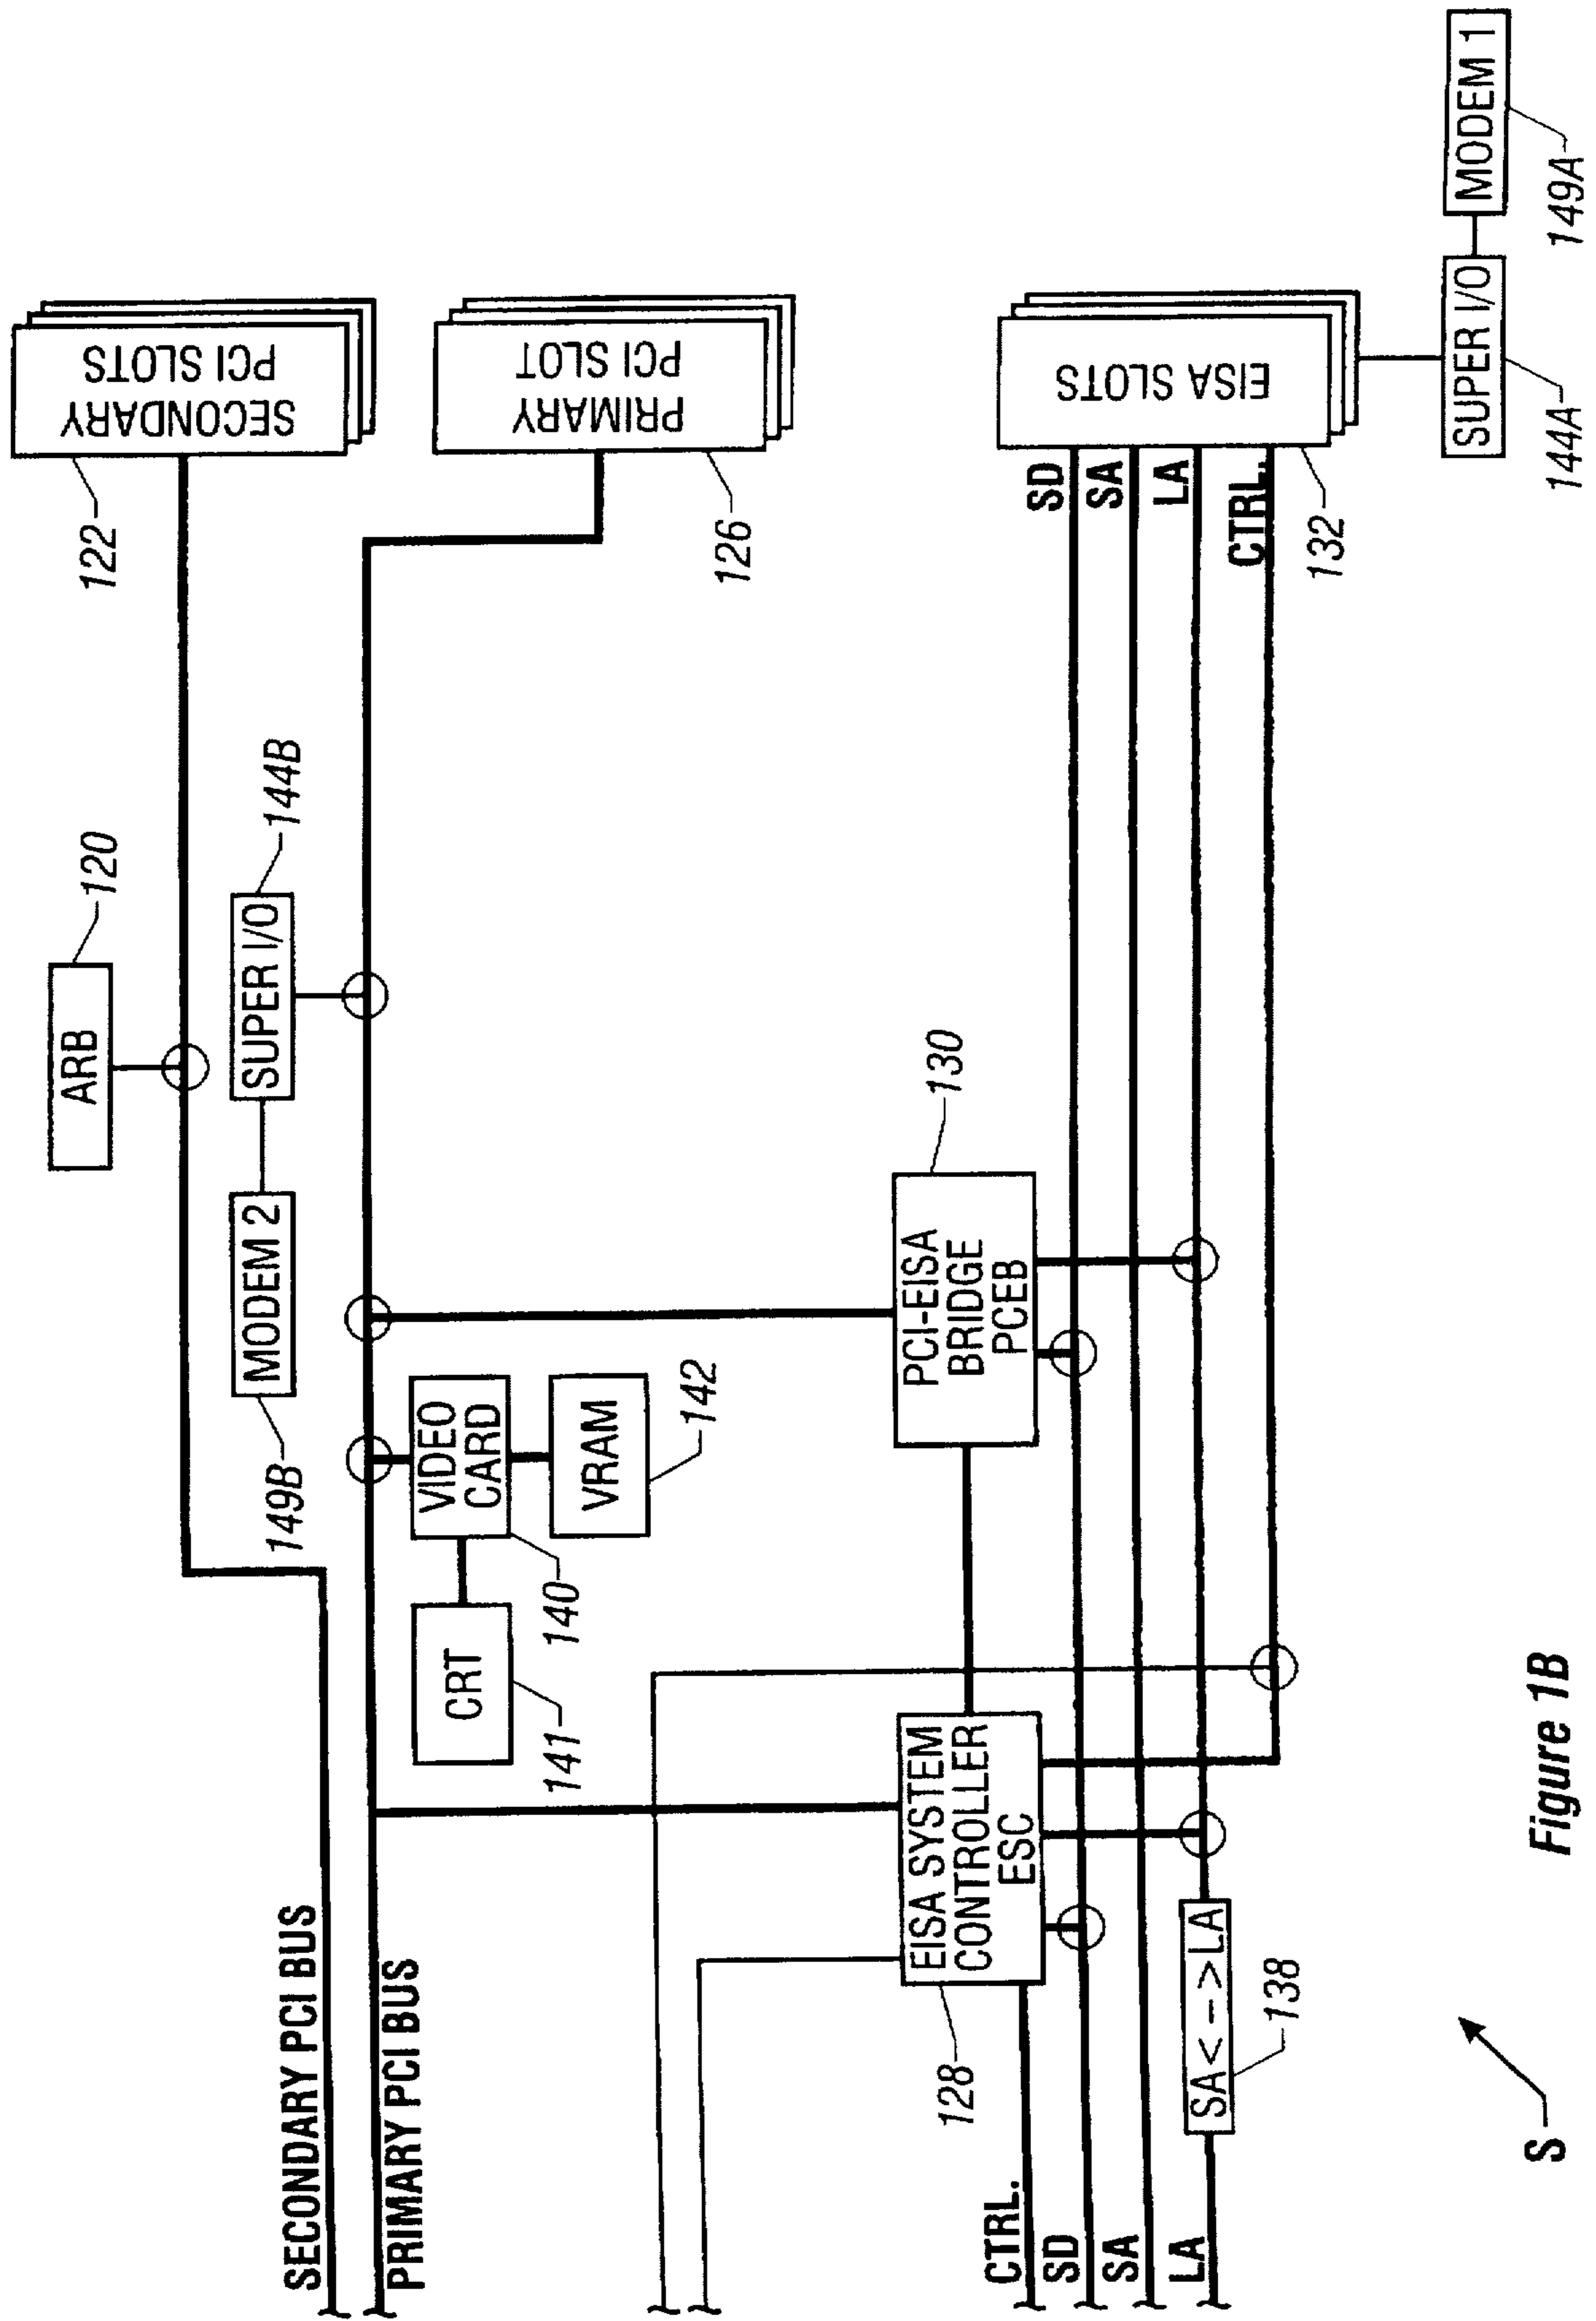 SECONDARY PCI BUS
PRIMARY PCI BUS
ARB
120
SECONDARY
PCI SLOTS
122
MODEM 2
149B
SUPER I/O
144B
PRIMARY
PCI SLOT
126
CRT
141
VIDEO
CARD
140
VRAM
142
EISA SYSTEM
CONTROLLER
ESC
128
PCI-EISA
BRIDGE
PCEB
130
CTRL.
SD
SA
LA
SA<->LA
138
SD
SA
LA
CTRL.
EISA SLOTS
132
SUPER I/O
144A
MODEM 1
149A
S
Figure 1B